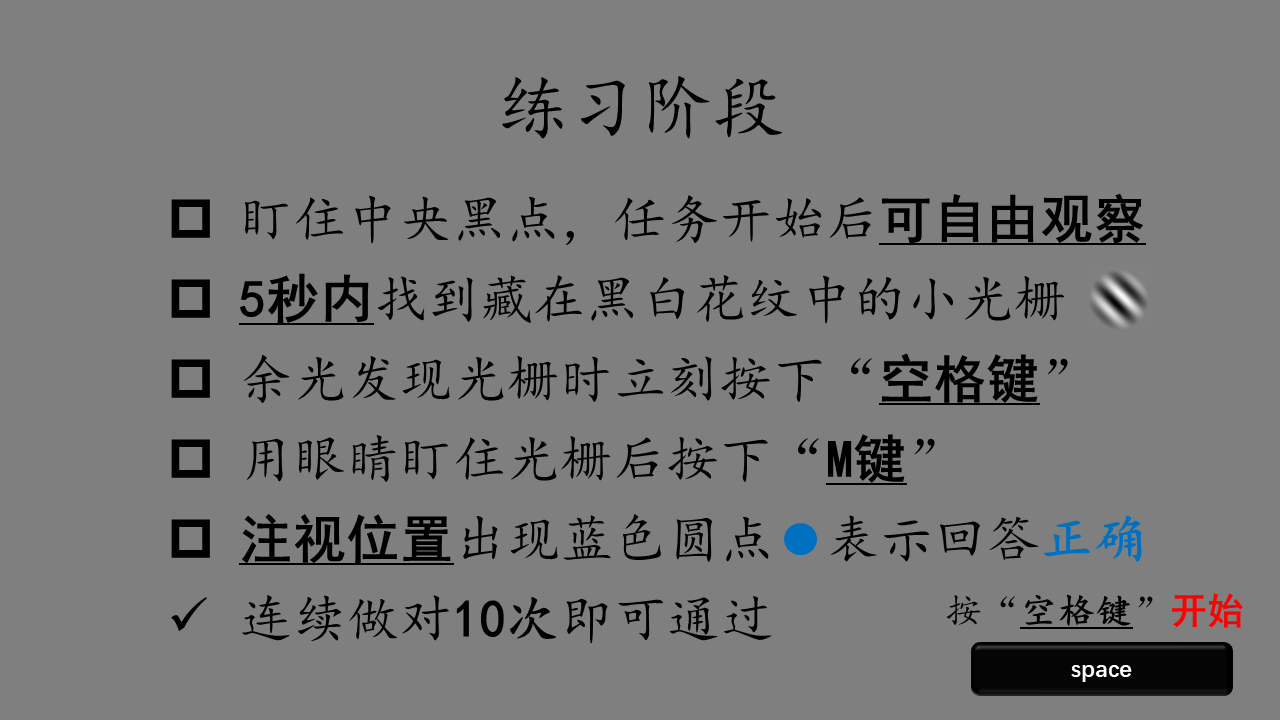 练习阶段
盯住中央黑点，任务开始后可自由观察
5秒内找到藏在黑白花纹中的小光栅
余光发现光栅时立刻按下“空格键”
用眼睛盯住光栅后按下“M键”
注视位置出现蓝色圆点表示回答正确
连续做对10次即可通过
按“空格键”开始
space